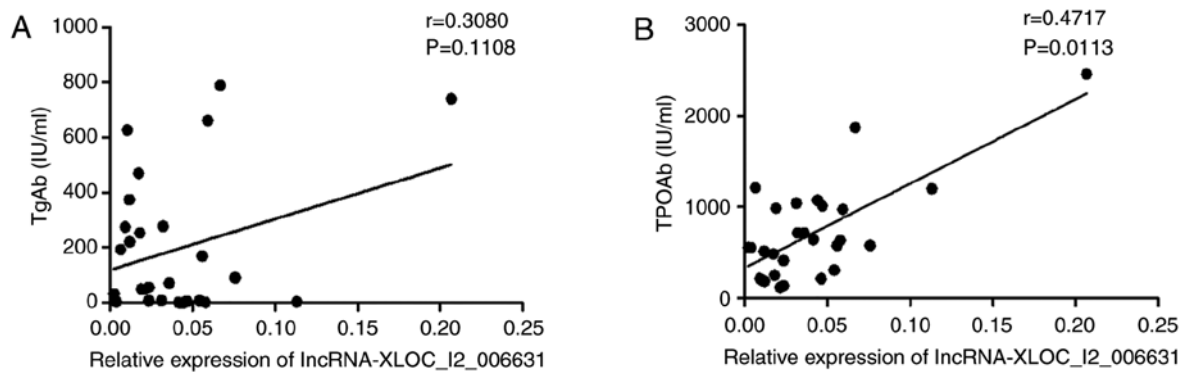 A
r=0.3080
P=0.1108
TgAb (IU/ml)
1000
800
600
400
200
0
0.00 0.05 0.10 0.15 0.20 0.25
Relative expression of lncRNA-XLOC_I2_006631
B
r=0.4717
P=0.0113
TPOAb (IU/ml)
3000
2000
1000
0
0.00 0.05 0.10 0.15 0.20 0.25
Relative expression of lncRNA-XLOC_I2_006631